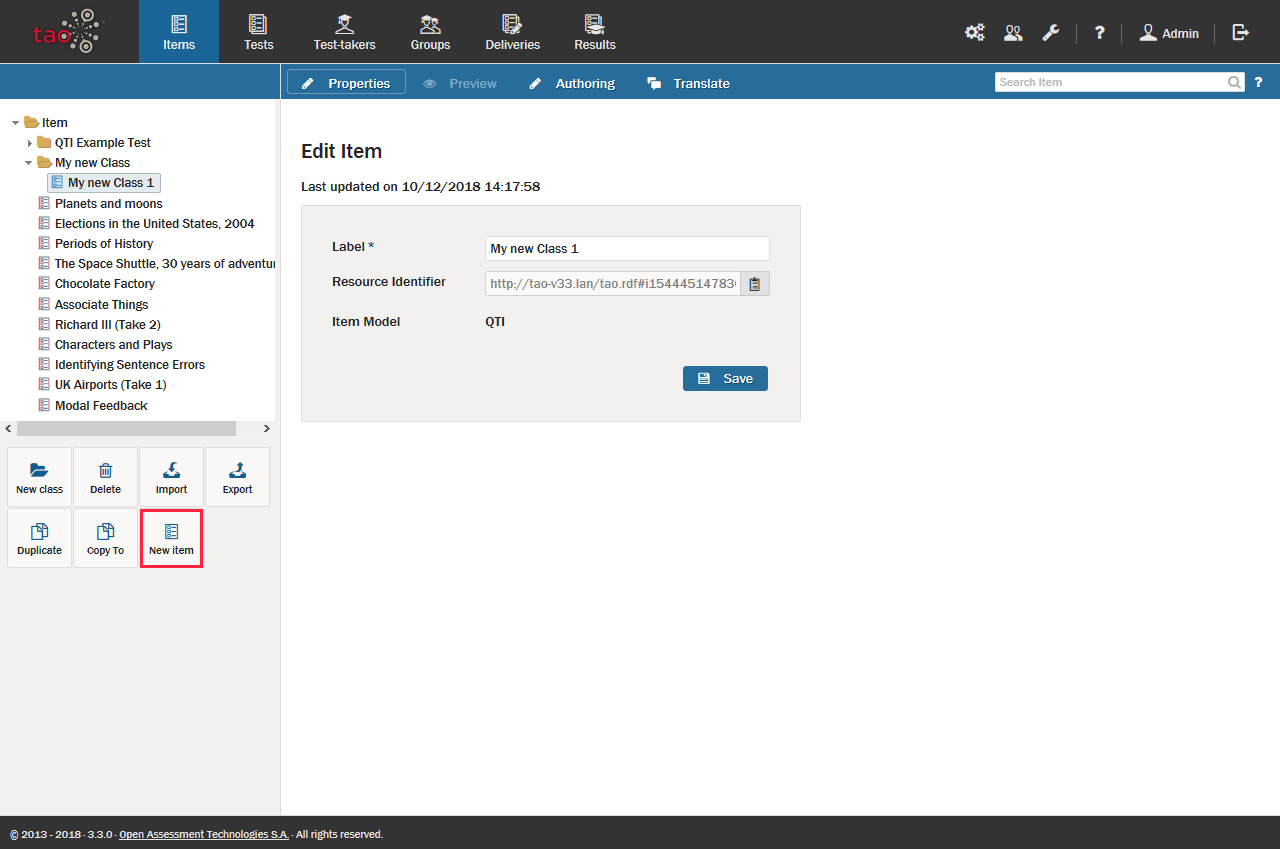 tao
Items
Tests
Test-takers
Groups
Deliveries
Results
?
Admin
Properties
Preview
Authoring
Translate
Search Item
?
Item
QTI Example Test
My new Class
My new Class 1
Planets and moons
Elections in the United States, 2004
Periods of History
The Space Shuttle, 30 years of adventur
Chocolate Factory
Associate Things
Richard III (Take 2)
Characters and Plays
Identifying Sentence Errors
UK Airports (Take 1)
Modal Feedback
New class
Delete
Import
Export
Duplicate
Copy To
New item
Edit Item
Last updated on 10/12/2018 14:17:58
Label *
My new Class 1
Resource Identifier
http://tao-v33.lan/tao.rdf#i154445147836
Item Model
QTI
Save
© 2013 - 2018 · 3.3.0 · Open Assessment Technologies S.A. · All rights reserved.